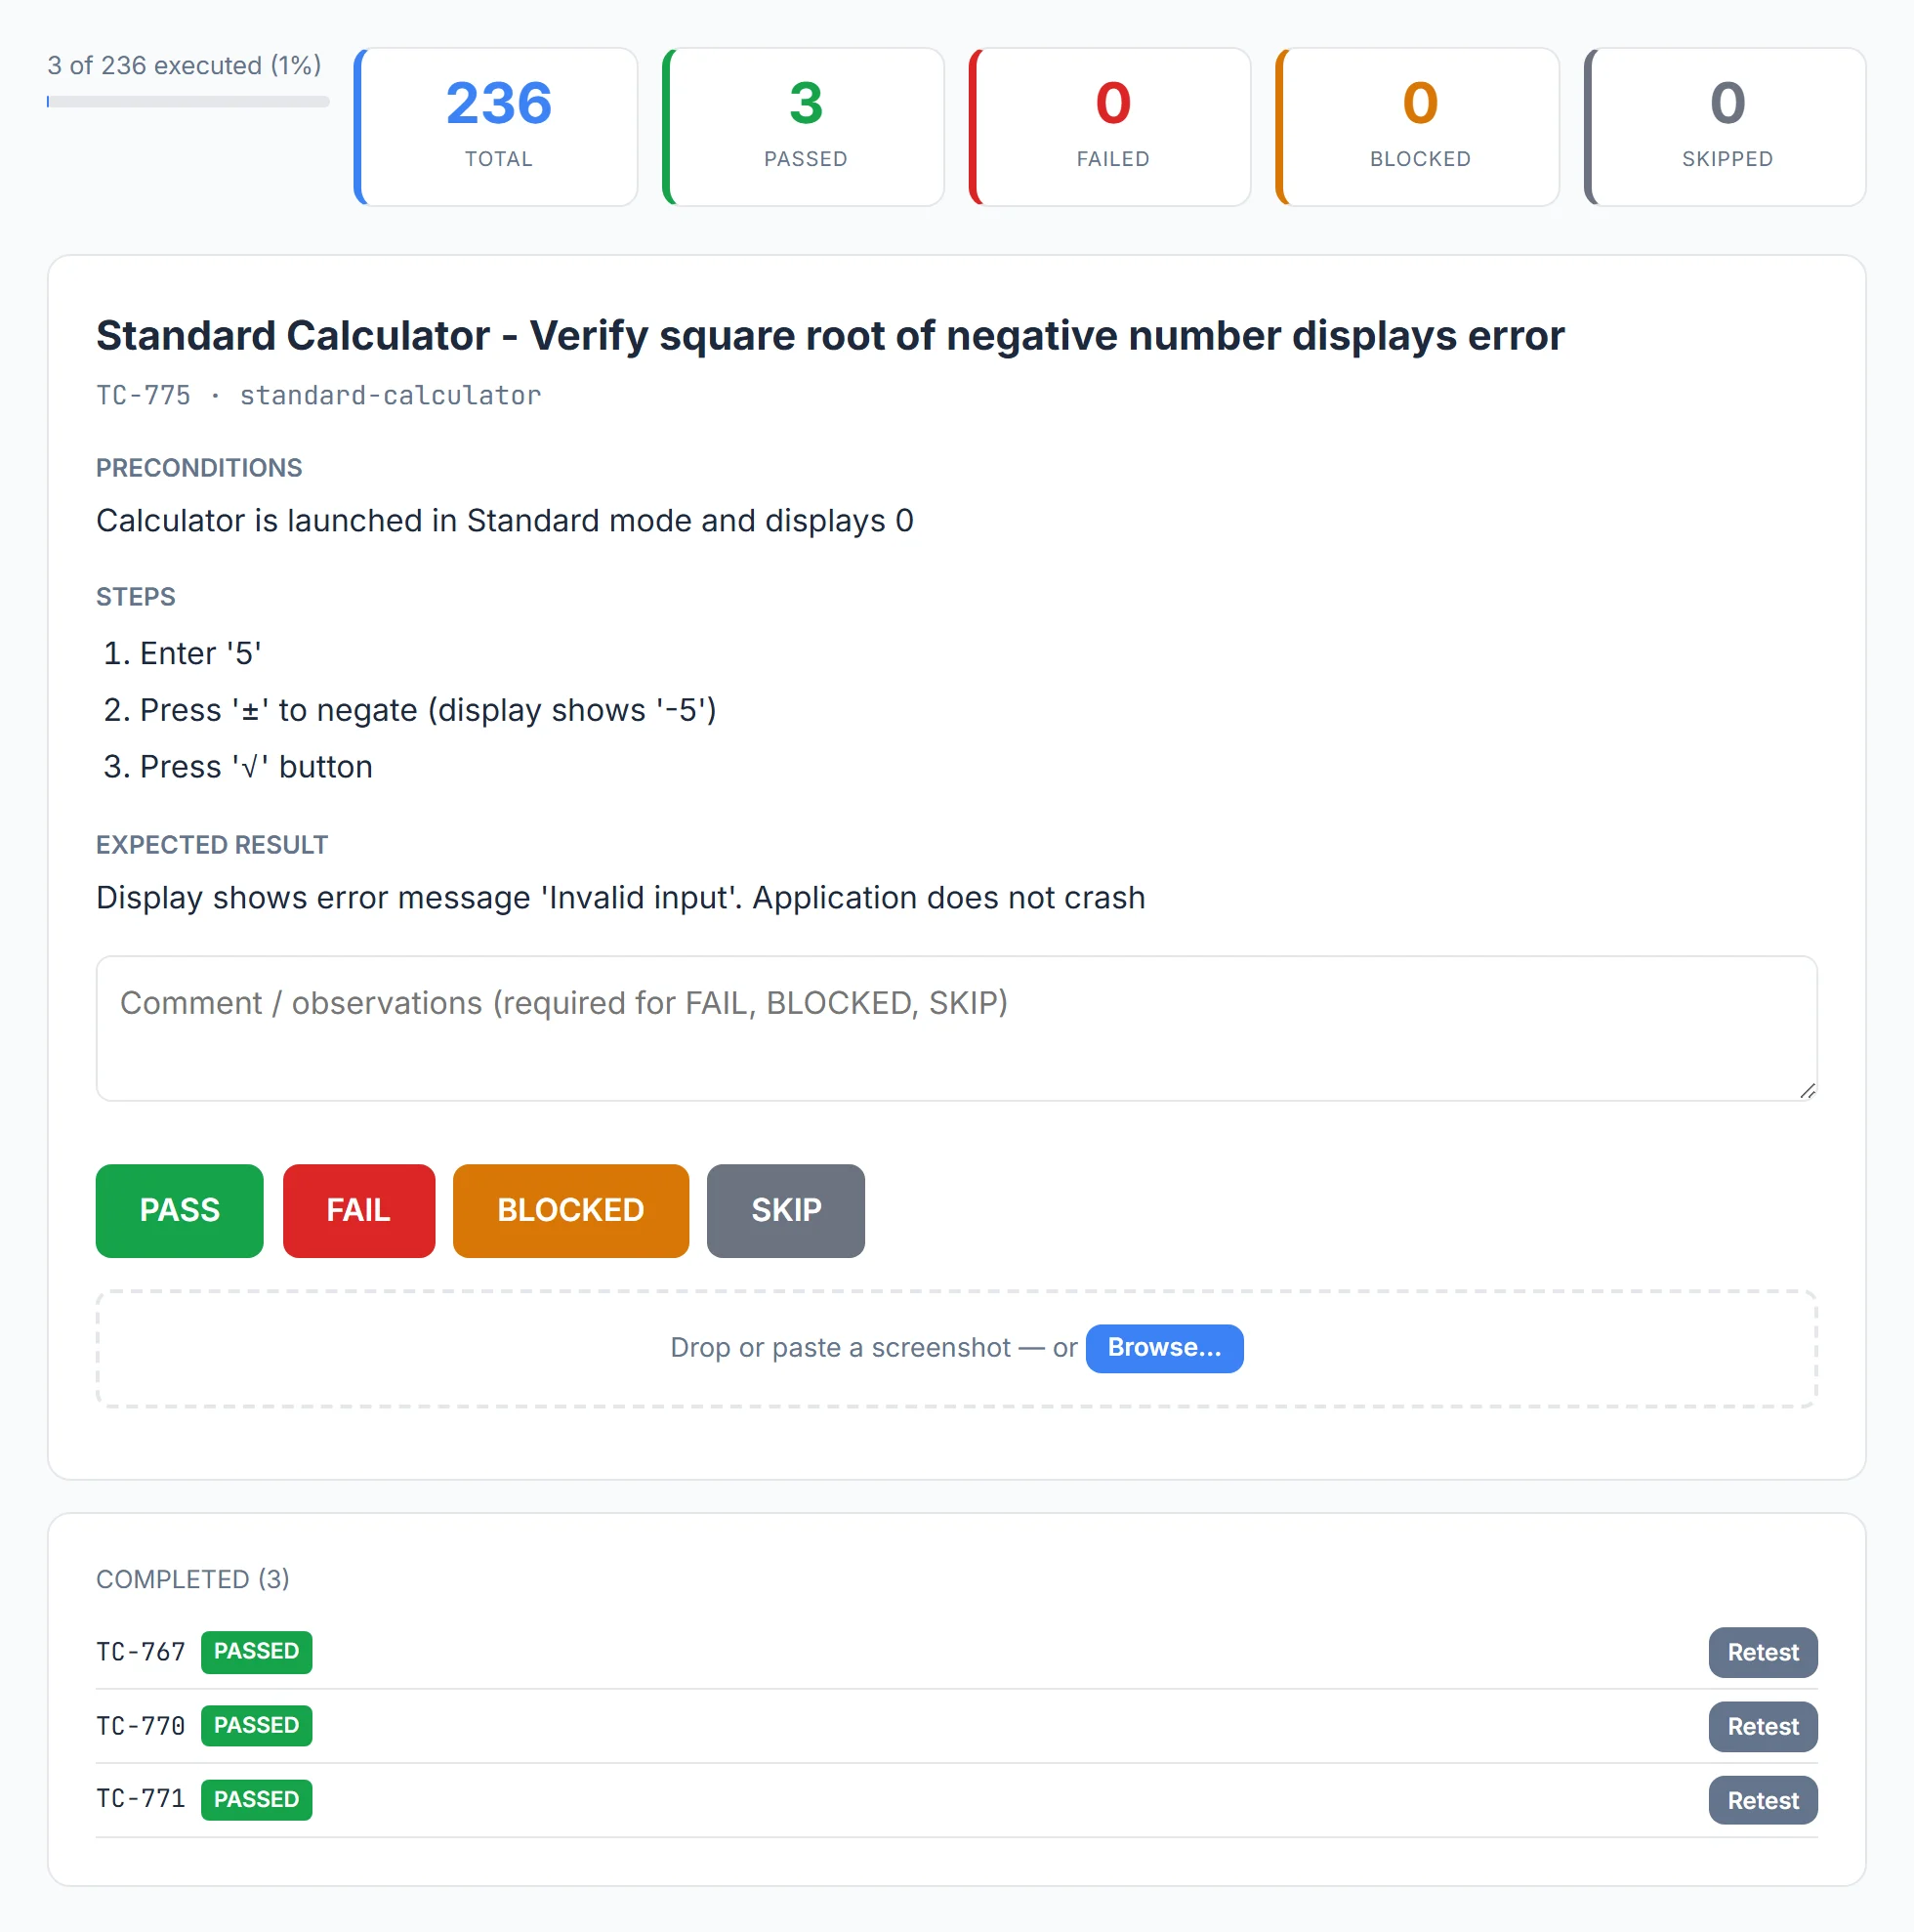 3 of 236 executed (1%)
236
TOTAL
3
PASSED
0
FAILED
0
BLOCKED
0
SKIPPED
Standard Calculator - Verify square root of negative number displays error
TC-775 · standard-calculator
PRECONDITIONS
Calculator is launched in Standard mode and displays 0
STEPS
1. Enter '5'
2. Press '±' to negate (display shows '-5')
3. Press '√' button
EXPECTED RESULT
Display shows error message 'Invalid input'. Application does not crash
Comment / observations (required for FAIL, BLOCKED, SKIP)
PASS FAIL BLOCKED SKIP
Drop or paste a screenshot — or Browse...
COMPLETED (3)
TC-767 PASSED Retest
TC-770 PASSED Retest
TC-771 PASSED Retest